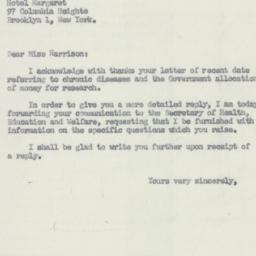 Hotel Margaret
97 Columbia Heights
Brooklyn 1, New York.
Dear Miss Harrison:
I acknowledge with thanks your letter of recent date
referring to chronic diseases and the Government allocation
of money for research.
In order to give you a more detailed reply, I am today
forwarding your communication to the Secretary of Health,
Education and Welfare, requesting that I be furnished with
information on the specific questions which you raise.
I shall be glad to write you further upon receipt of
a reply.
Yours very sincerely,